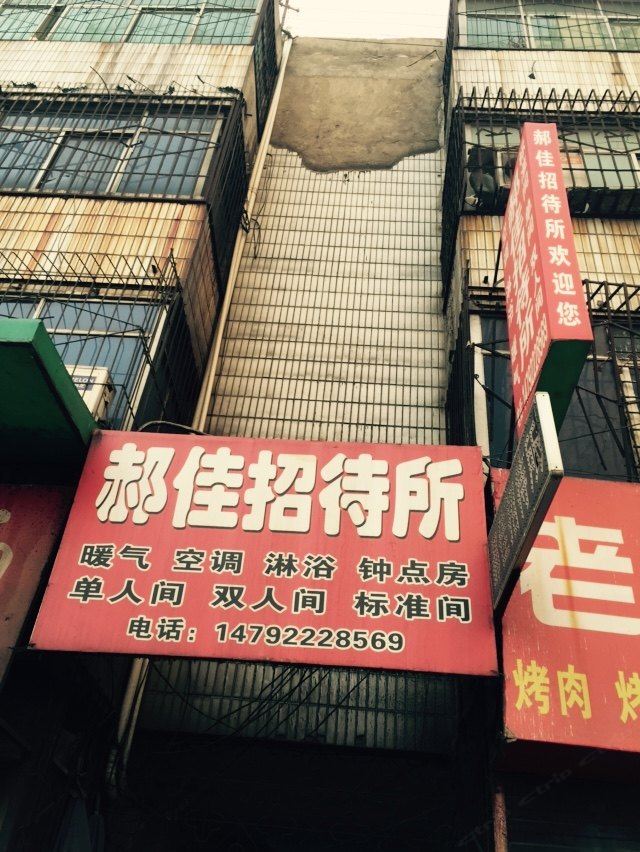 郝佳招待所
暖气 空调 淋浴 钟点房
单人间 双人间 标准间
电话：14792228569
郝佳招待所欢迎您
老
烤肉